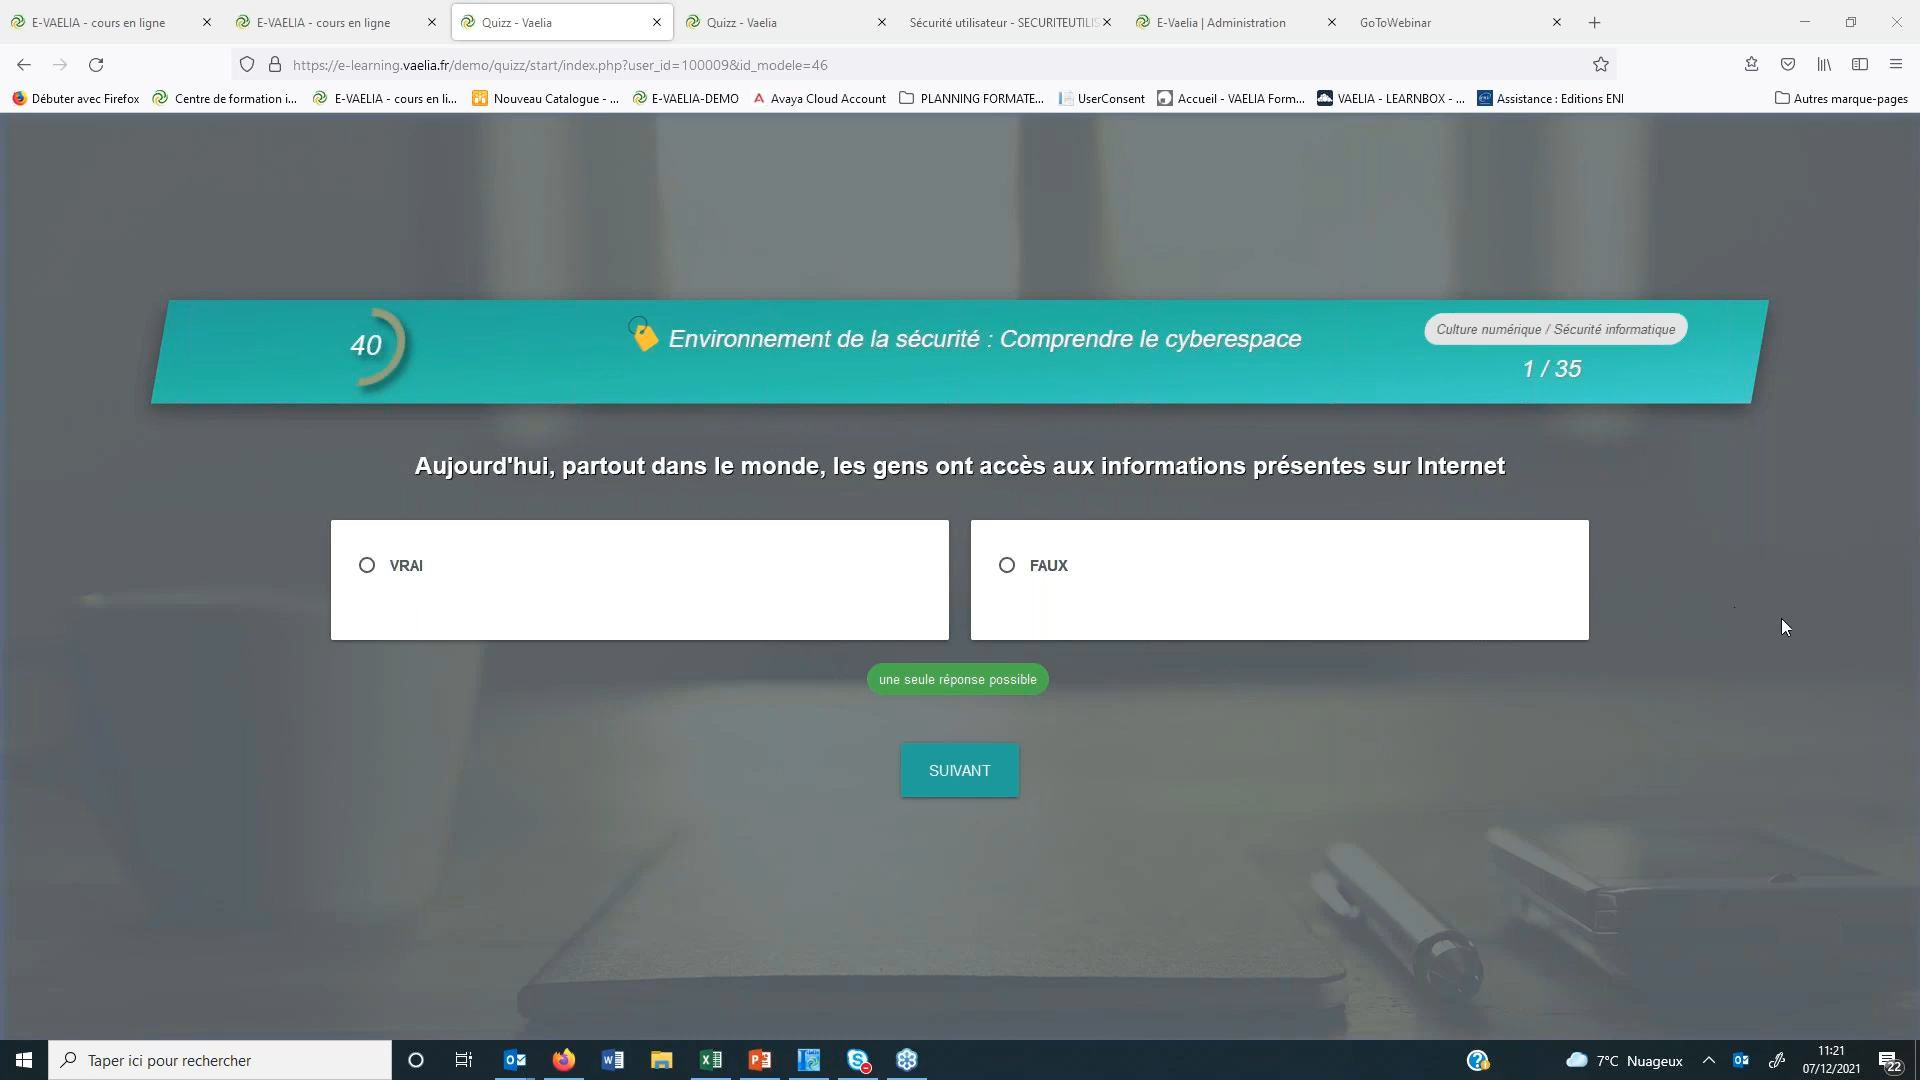 E-VAELIA - cours en ligne
E-VAELIA - cours en ligne
Quizz - Vaelia
Quizz - Vaelia
Sécurité utilisateur - SECURITEUTILIS
E-Vaelia | Administration
GoToWebinar
https://e-learning.vaelia.fr/demo/quizz/start/index.php?user_id=100009&id_modele=46
Débuter avec Firefox
Centre de formation i...
E-VAELIA - cours en li...
Nouveau Catalogue - ...
E-VAELIA-DEMO
Avaya Cloud Account
PLANNING FORMATE...
UserConsent
Accueil - VAELIA Form...
VAELIA - LEARNBOX - ...
Assistance : Editions ENI
Autres marque-pages
40
Environnement de la sécurité : Comprendre le cyberespace
Culture numérique / Sécurité informatique
1 / 35
Aujourd'hui, partout dans le monde, les gens ont accès aux informations présentes sur Internet
VRAI
FAUX
une seule réponse possible
SUIVANT
Taper ici pour rechercher
7°C Nuageux
11:21
07/12/2021
22